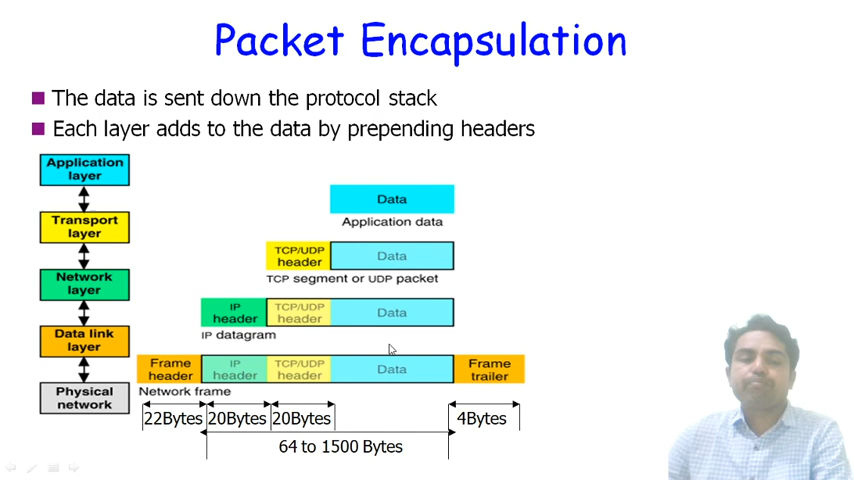 Packet Encapsulation
The data is sent down the protocol stack
Each layer adds to the data by prepending headers
Application
layer
Transport
layer
Network
layer
Data link
layer
Physical
network
Data
Application data
TCP/UDP
header
Data
TCP segment or UDP packet
IP
header
TCP/UDP
header
Data
IP datagram
Frame
header
IP
header
TCP/UDP
header
Data
Frame
trailer
Network frame
22Bytes
20Bytes
20Bytes
4Bytes
64 to 1500 Bytes